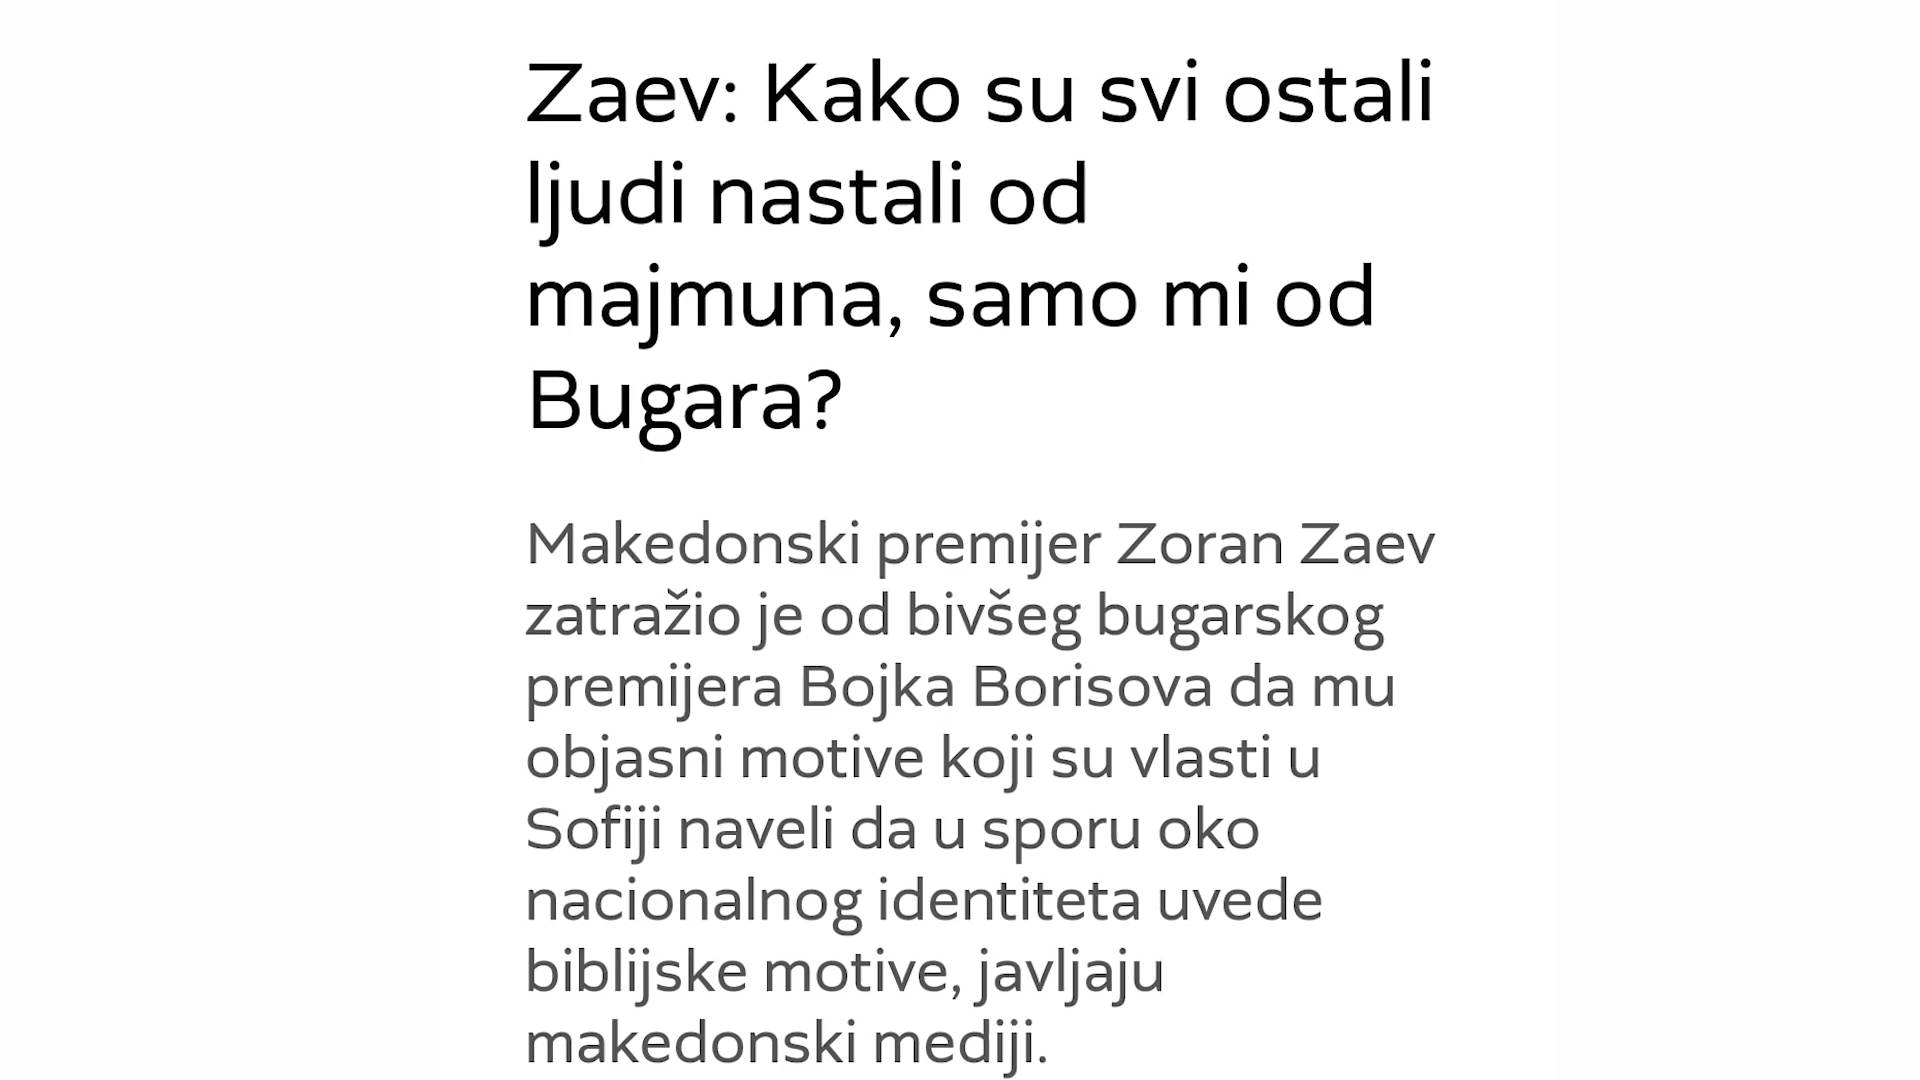 Zaev: Kako su svi ostali
ljudi nastali od
majmuna, samo mi od
Bugara?
Makedonski premijer Zoran Zaev
zatražio je od bivšeg bugarskog
premijera Bojka Borisova da mu
objasni motive koji su vlasti u
Sofiji naveli da u sporu oko
nacionalnog identiteta uvede
biblijske motive, javljaju
makedonski mediji.